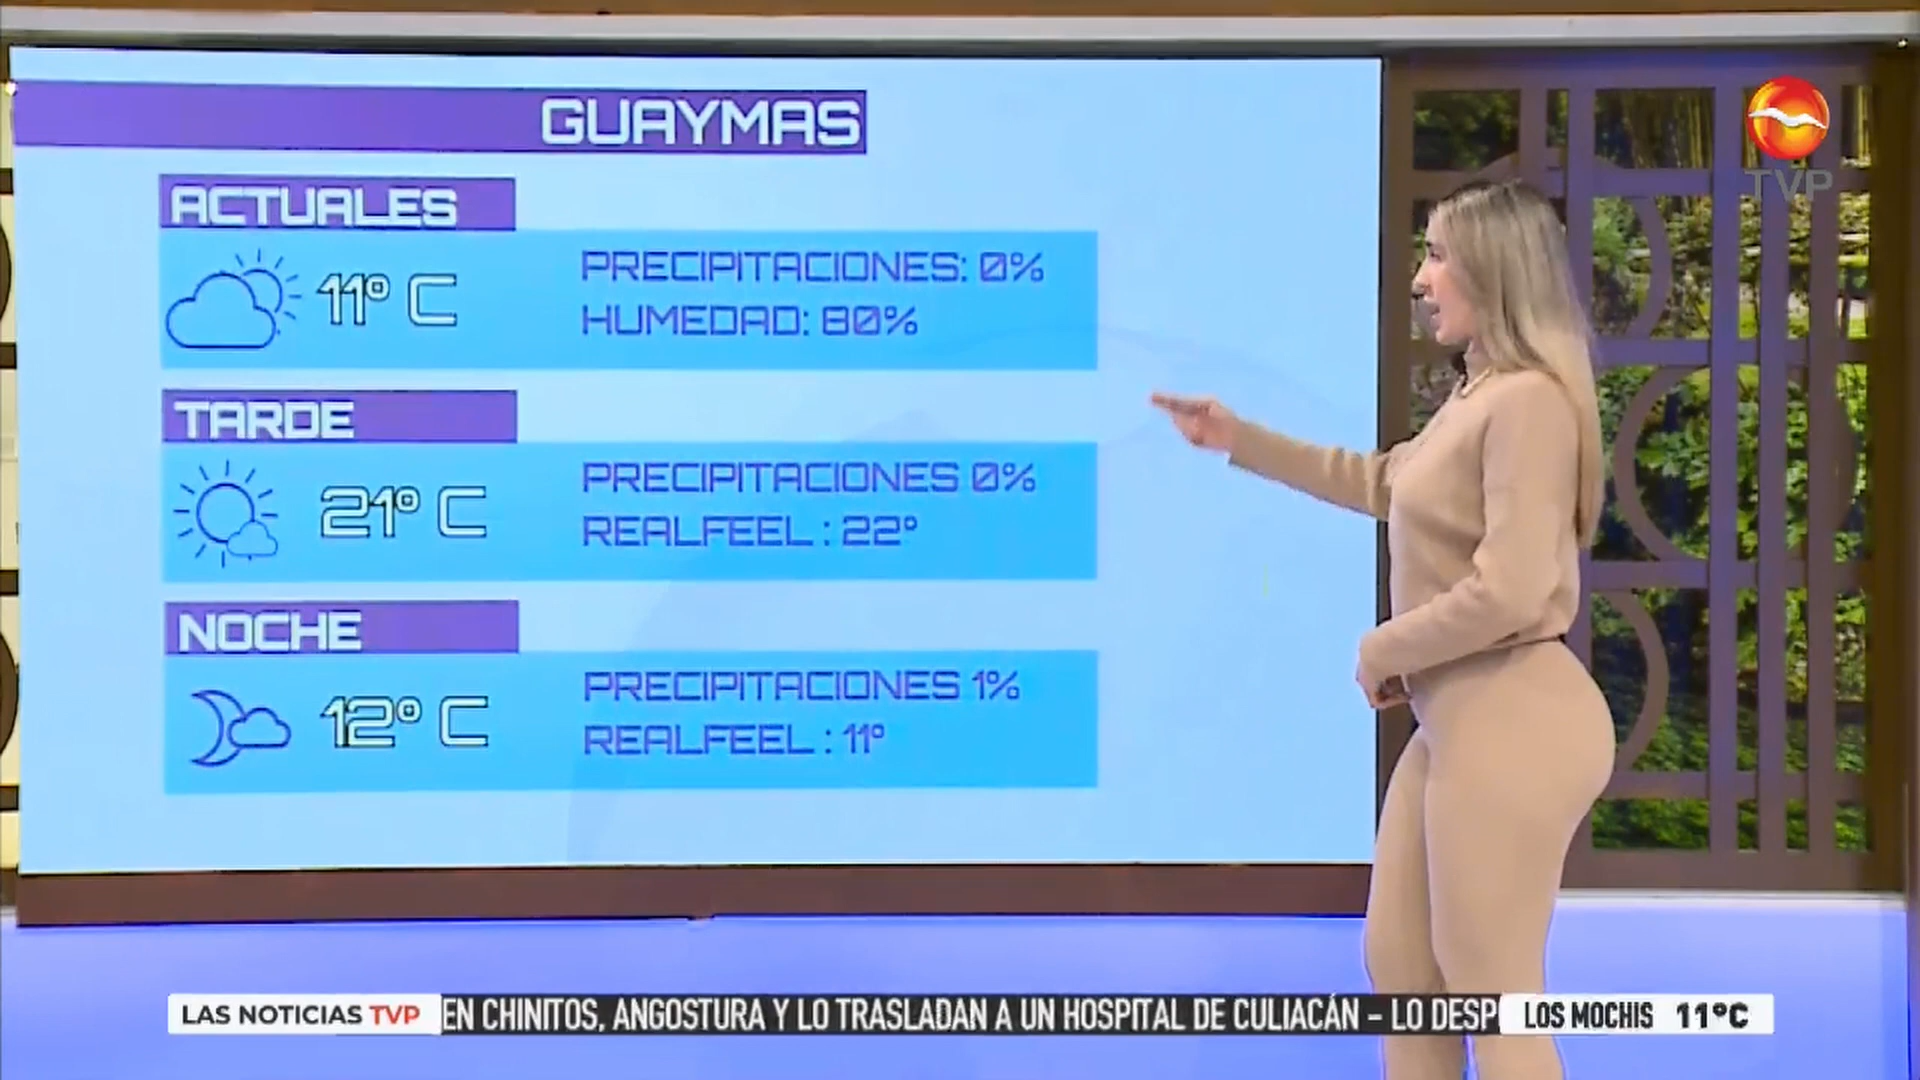 GUAYMAS
ACTUALES
11° C
PRECIPITACIONES: 0%
HUMEDAD: 80%
TARDE
21° C
PRECIPITACIONES 0%
REALFEEL : 22°
NOCHE
12° C
PRECIPITACIONES 1%
REALFEEL : 11°
TVP
LAS NOTICIAS TVP
EN CHINITOS, ANGOSTURA Y LO TRASLADAN A UN HOSPITAL DE CULIACÁN – LO DESP
LOS MOCHIS 11°C